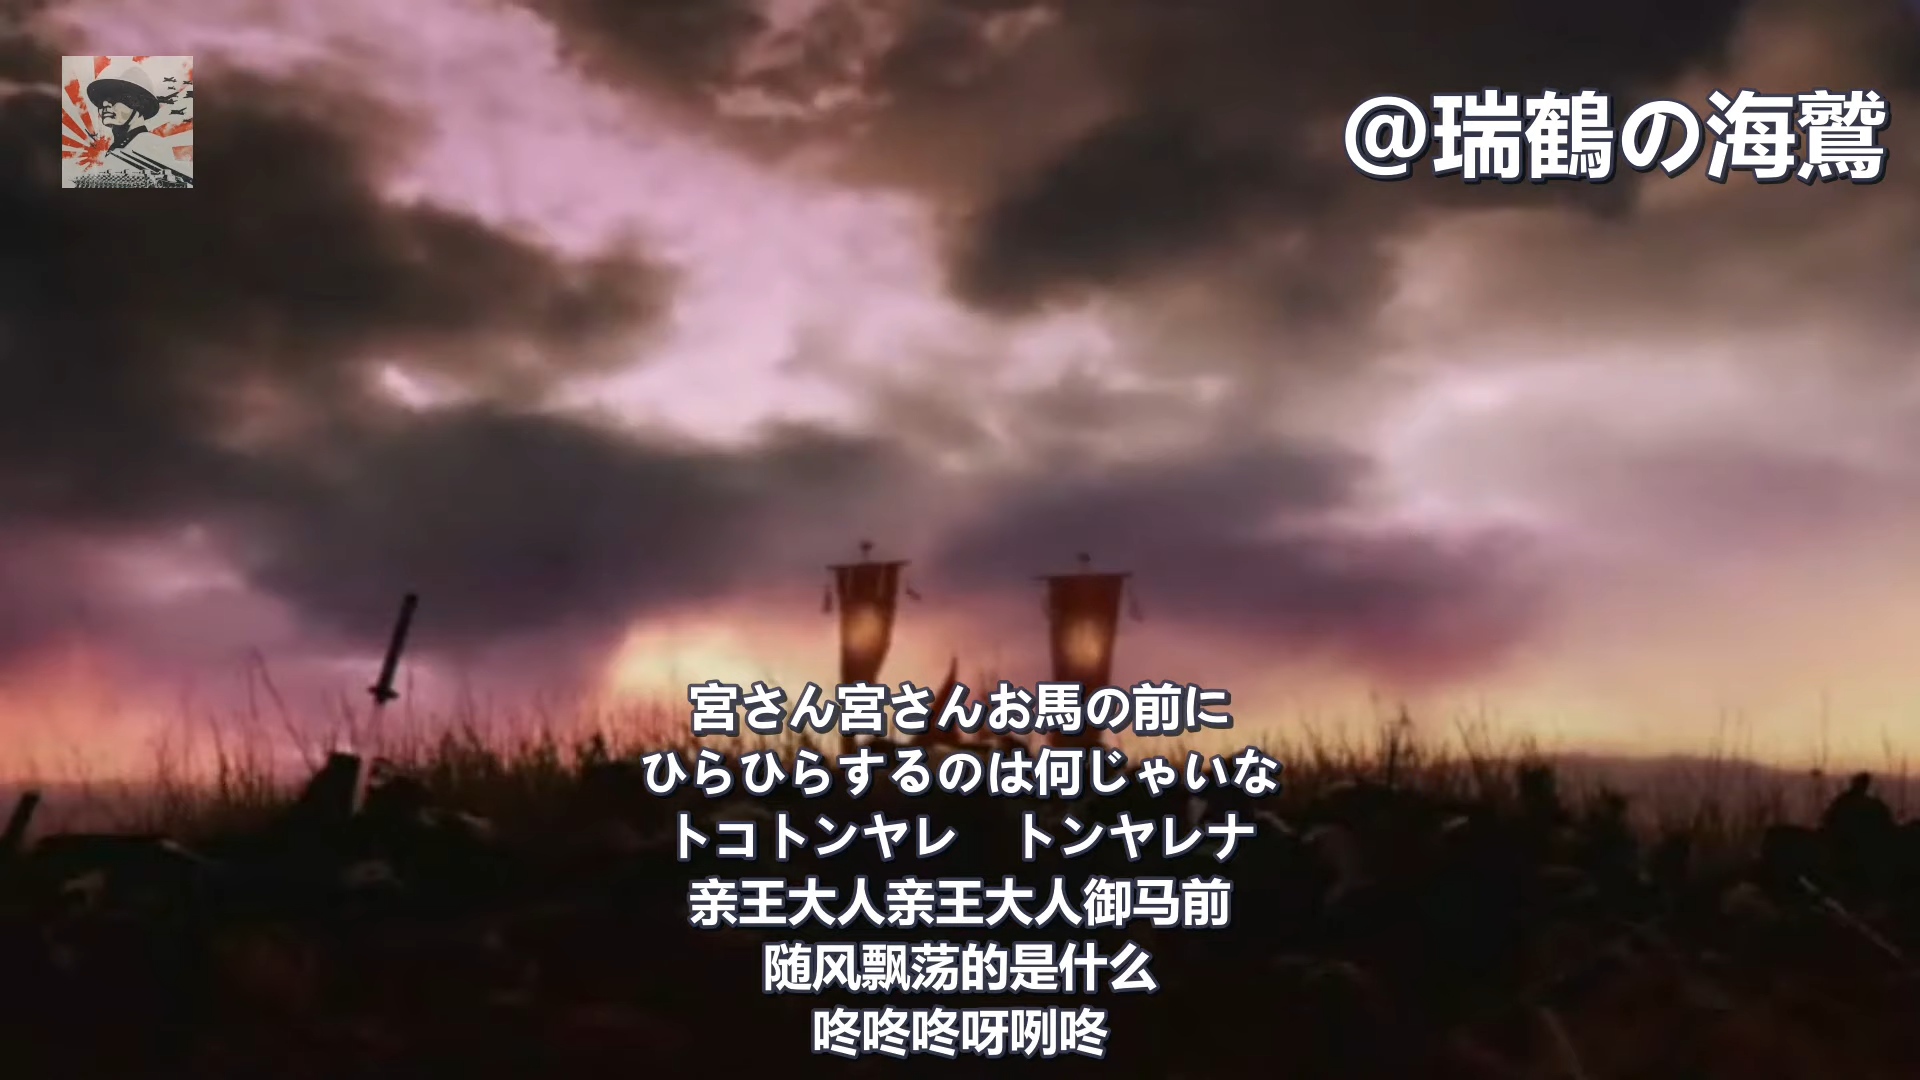 @瑞鶴の海鷲
宮さん宮さんお馬の前に
ひらひらするのは何じゃいな
トコトンヤレ　トンヤレナ
亲王大人亲王大人御马前
随风飘荡的是什么
咚咚咚呀咧咚